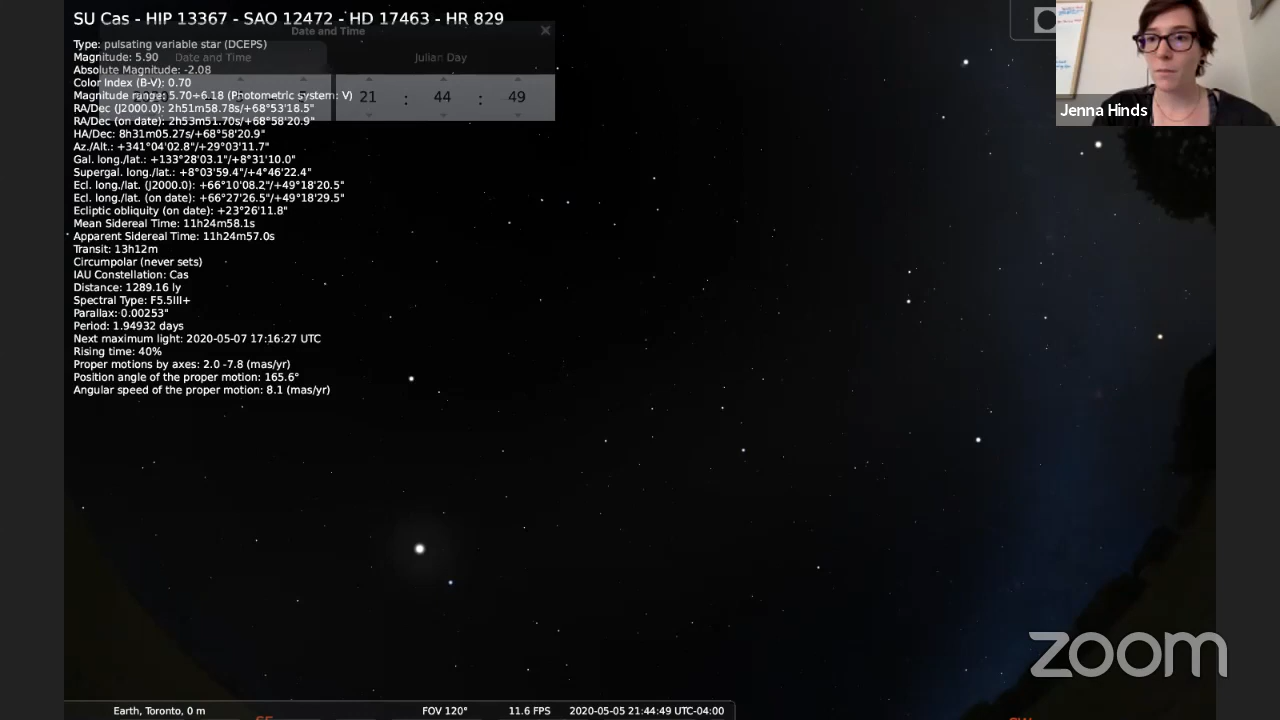 SU Cas - HIP 13367 - SAO 12472 - HD 17463 - HR 829
Date and Time
Type: pulsating variable star (DCEPS)
Magnitude: 5.90
Date and Time
Julian Day
Absolute Magnitude: -2.08
Color Index (B-V): 0.70
Magnitude range: 5.70÷6.18 (Photometric system: V)
21 : 44 : 49
RA/Dec (J2000.0): 2h51m58.78s/+68°53'18.5"
RA/Dec (on date): 2h53m51.70s/+68°58'20.9"
HA/Dec: 8h31m05.27s/+68°58'20.9"
Az./Alt.: +341°04'02.8"/+29°03'11.7"
Gal. long./lat.: +133°28'03.1"/+8°31'10.0"
Supergal. long./lat.: +8°03'59.4"/+4°46'22.4"
Ecl. long./lat. (J2000.0): +66°10'08.2"/+49°18'20.5"
Ecl. long./lat. (on date): +66°27'26.5"/+49°18'29.5"
Ecliptic obliquity (on date): +23°26'11.8"
Mean Sidereal Time: 11h24m58.1s
Apparent Sidereal Time: 11h24m57.0s
Transit: 13h12m
Circumpolar (never sets)
IAU Constellation: Cas
Distance: 1289.16 ly
Spectral Type: F5.5III+
Parallax: 0.00253"
Period: 1.94932 days
Next maximum light: 2020-05-07 17:16:27 UTC
Rising time: 40%
Proper motions by axes: 2.0 -7.8 (mas/yr)
Position angle of the proper motion: 165.6°
Angular speed of the proper motion: 8.1 (mas/yr)
Jenna Hinds
zoom
Earth, Toronto, 0 m
FOV 120°
11.6 FPS
2020-05-05 21:44:49 UTC-04:00